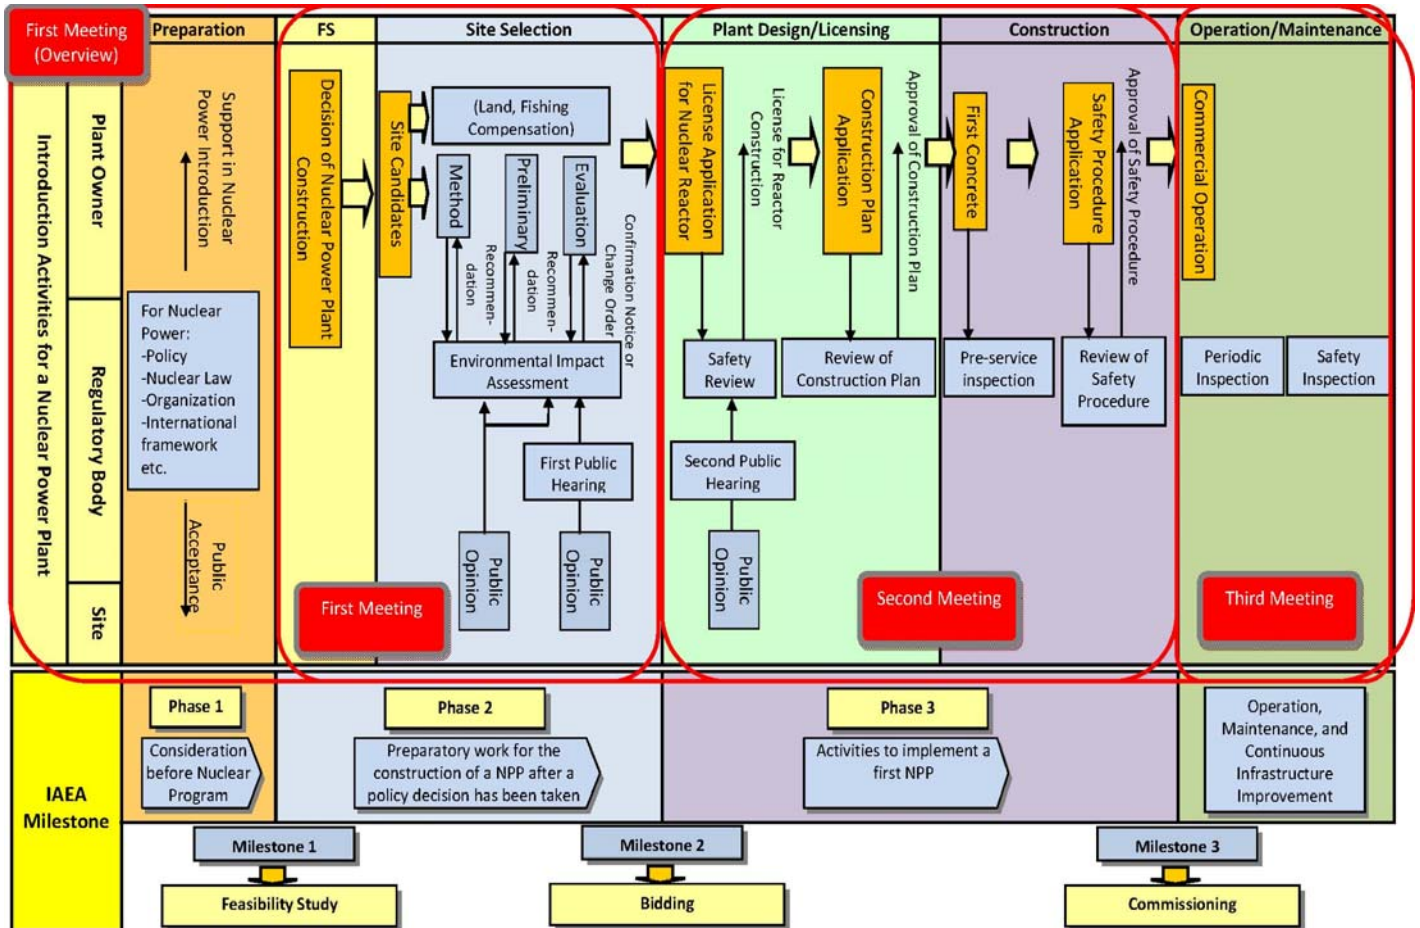 First Meeting
(Overview)
Preparation
FS
Site Selection
Plant Design/Licensing
Construction
Operation/Maintenance
Introduction Activities for a Nuclear Power Plant
Plant Owner
Regulatory Body
Site
Support in Nuclear
Power Introduction
For Nuclear
Power:
-Policy
-Nuclear Law
-Organization
-International
framework
etc.
Public
Acceptance
Decision of Nuclear Power Plant
Construction
Site Candidates
(Land, Fishing
Compensation)
Method
Preliminary
Evaluation
Recommen-
dation
Recommen-
dation
Confirmation Notice or
Change Order
Environmental Impact
Assessment
First Public
Hearing
Public
Opinion
Public
Opinion
First Meeting
License Application
for Nuclear Reactor
License for Reactor
Construction
Construction Plan
Application
Approval of Construction Plan
Safety
Review
Review of
Construction Plan
Second Public
Hearing
Public
Opinion
Second Meeting
First Concrete
Safety Procedure
Application
Approval of Safety Procedure
Pre-service
inspection
Review of
Safety
Procedure
Commercial Operation
Periodic
Inspection
Safety
Inspection
Third Meeting
IAEA
Milestone
Phase 1
Consideration
before Nuclear
Program
Phase 2
Preparatory work for the
construction of a NPP after a
policy decision has been taken
Phase 3
Activities to implement a
first NPP
Operation,
Maintenance, and
Continuous
Infrastructure
Improvement
Milestone 1
Feasibility Study
Milestone 2
Bidding
Milestone 3
Commissioning